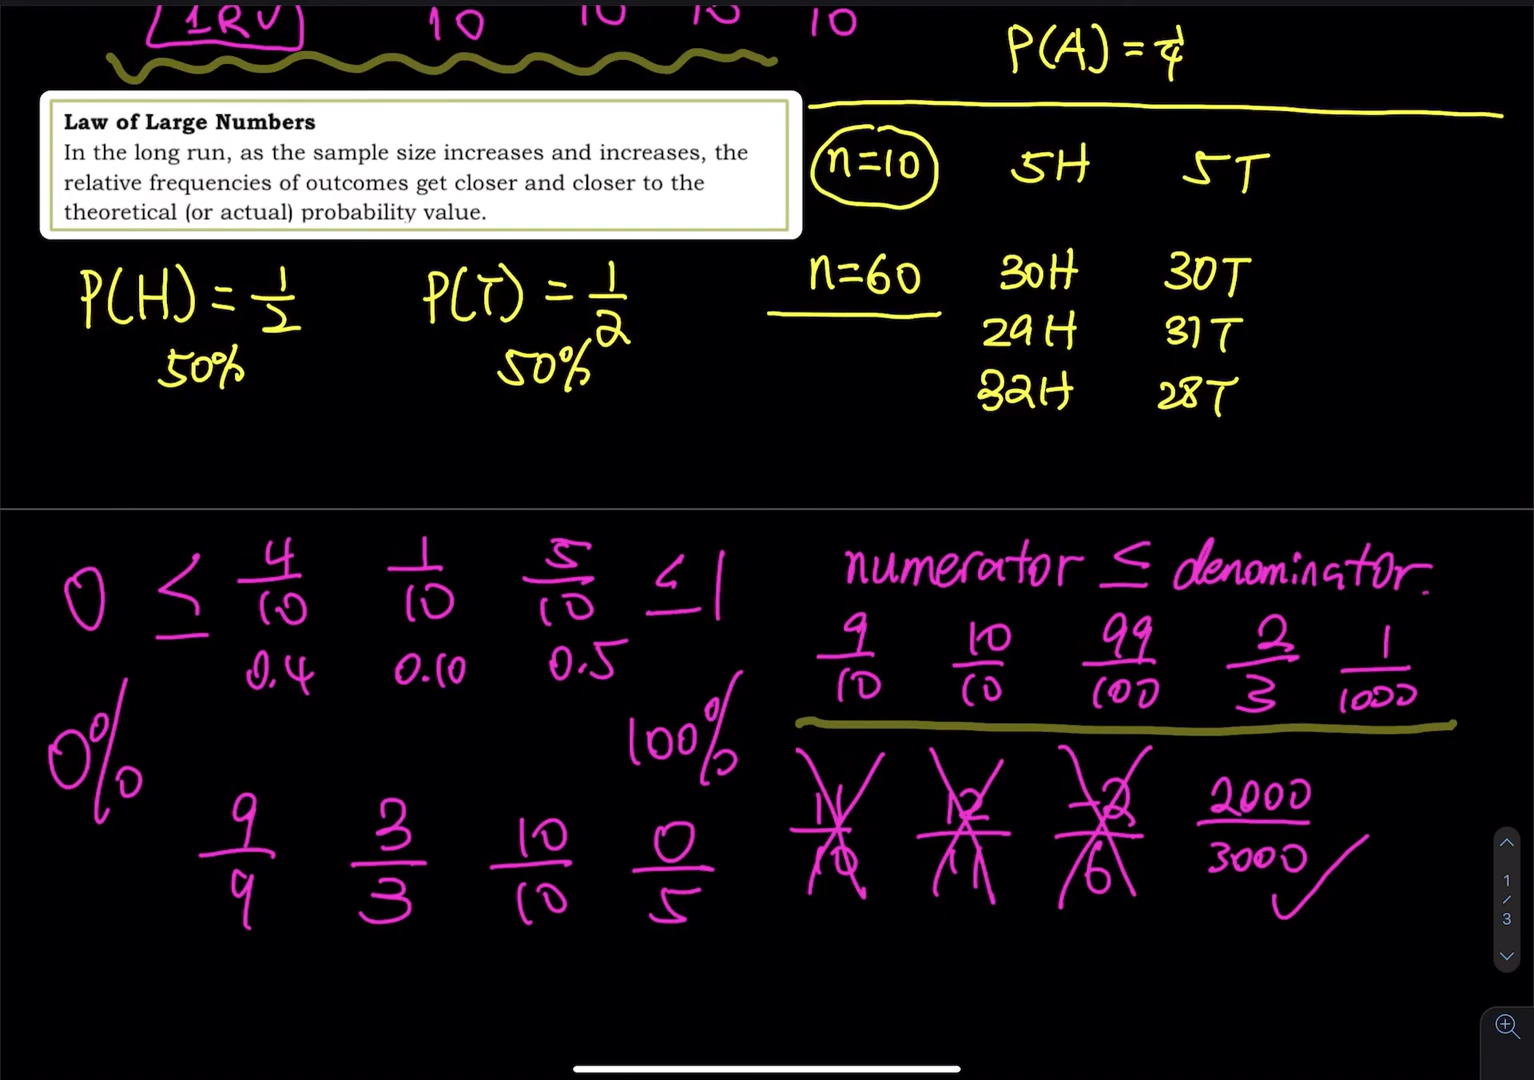 1RV 10 10 10 10
P(A) = 1/4
Law of Large Numbers
In the long run, as the sample size increases and increases, the
relative frequencies of outcomes get closer and closer to the
theoretical (or actual) probability value.
P(H) = 1/2 P(T) = 1/2
50% 50%
n=10 5H 5T
n=60 30H 30T
29H 31T
32H 28T
0 ≤ 4/10 1/10 5/10 ≤ 1
0.4 0.10 0.5
0% 100%
9/9 3/3 10/10 0/5
numerator ≤ denominator.
9/10 10/10 99/100 2/3 1/1000
11/10 12/11 -2/6 2000/3000 ✓
1
/
3